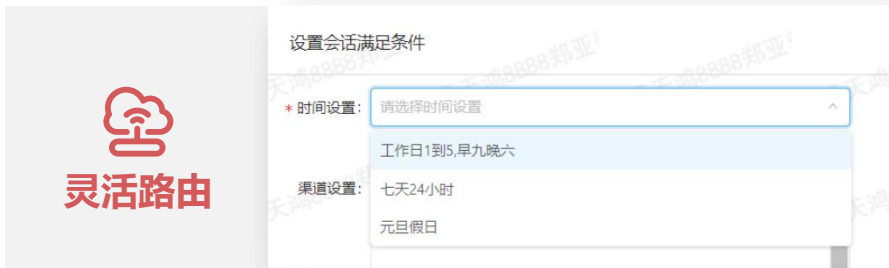 设置会话满足条件
* 时间设置：
请选择时间设置
工作日1到5,早九晚六
渠道设置：
七天24小时
元旦假日
灵活路由